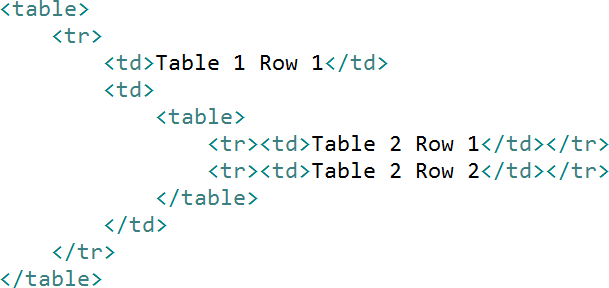 <table>
    <tr>
        <td>Table 1 Row 1</td>
        <td>
            <table>
                <tr><td>Table 2 Row 1</td></tr>
                <tr><td>Table 2 Row 2</td></tr>
            </table>
        </td>
    </tr>
</table>